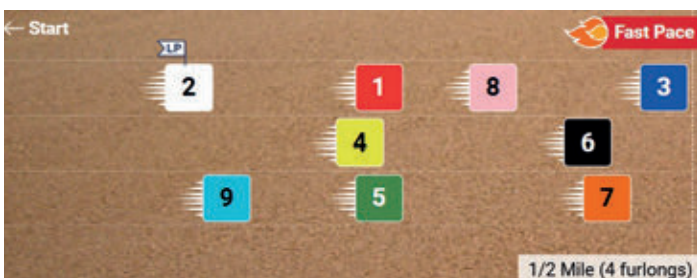 ← Start
Fast Pace
LP
2 1 8 3
4 6
9 5 7
1/2 Mile (4 furlongs)